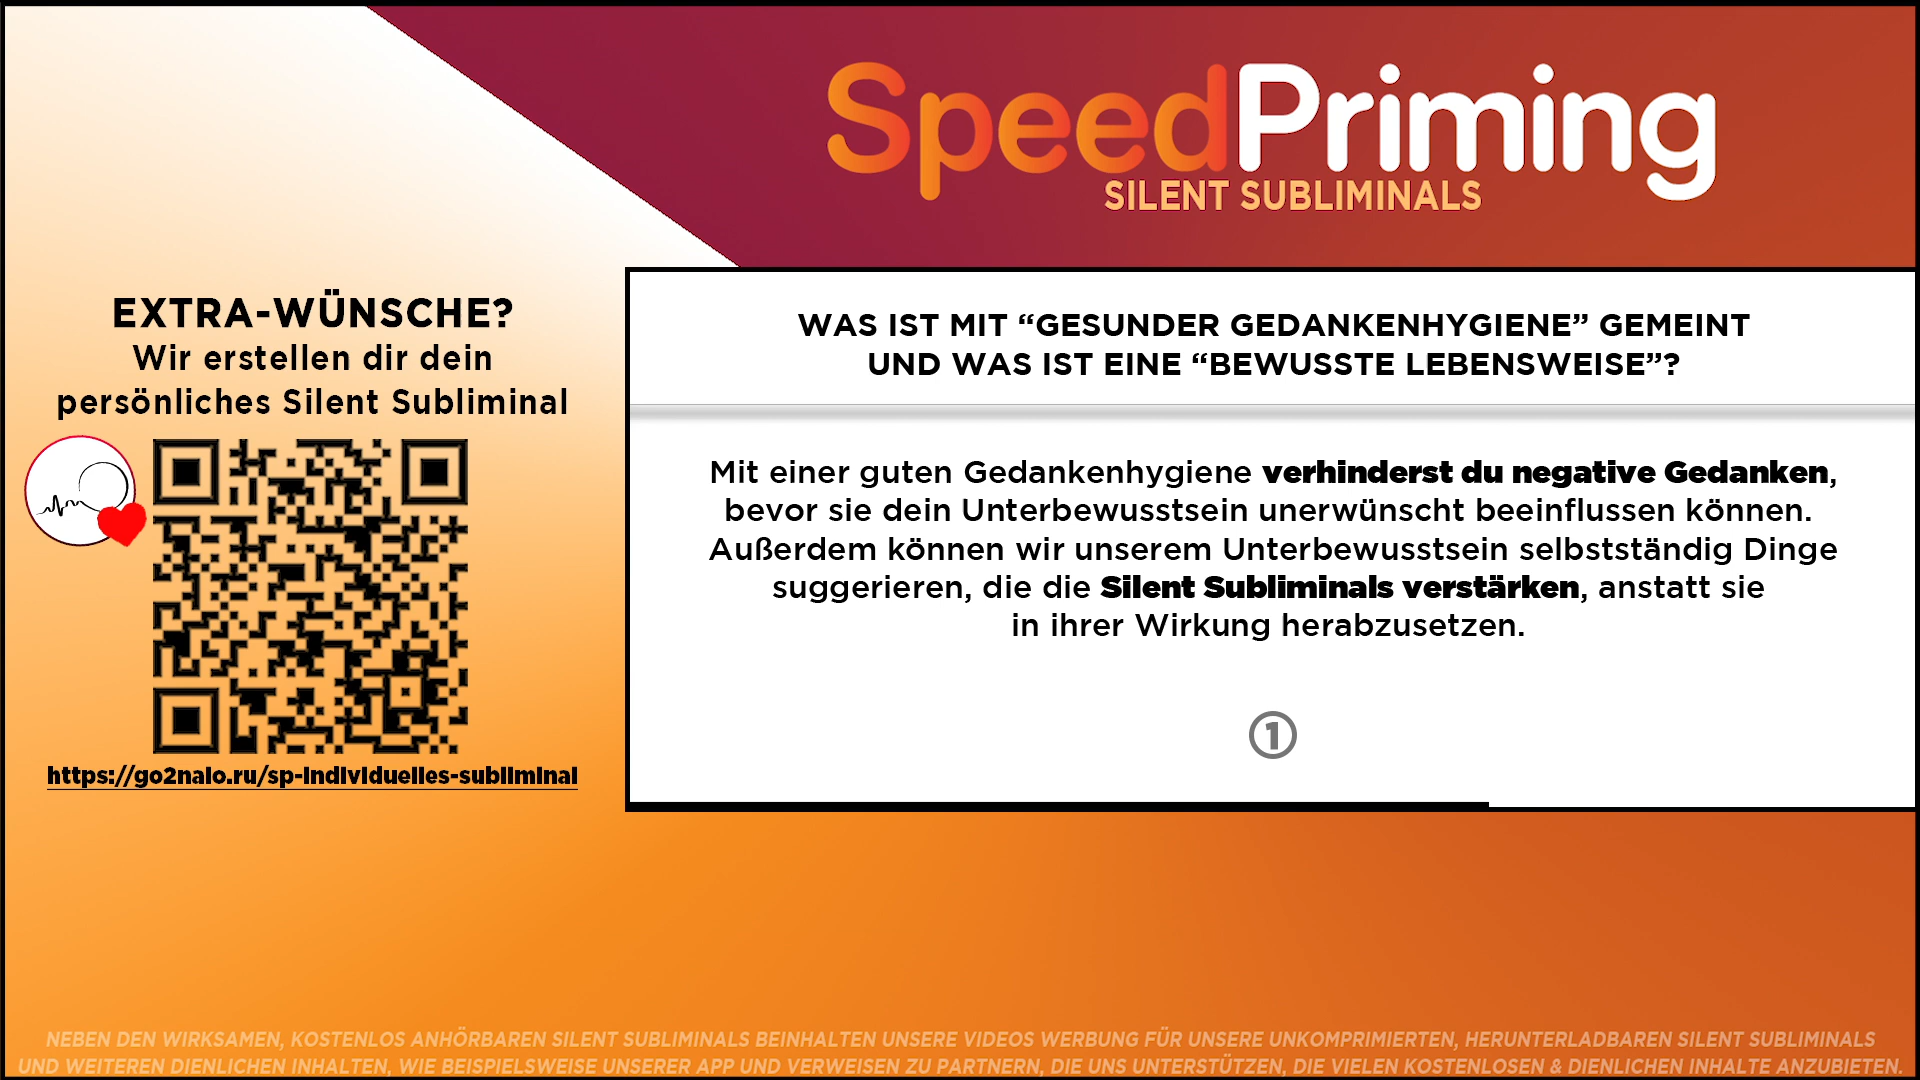 SpeedPriming
SILENT SUBLIMINALS
EXTRA-WÜNSCHE?
Wir erstellen dir dein
persönliches Silent Subliminal
https://go2nalo.ru/sp-individuelles-subliminal
WAS IST MIT “GESUNDER GEDANKENHYGIENE” GEMEINT
UND WAS IST EINE “BEWUSSTE LEBENSWEISE”?
Mit einer guten Gedankenhygiene verhinderst du negative Gedanken,
bevor sie dein Unterbewusstsein unerwünscht beeinflussen können.
Außerdem können wir unserem Unterbewusstsein selbstständig Dinge
suggerieren, die die Silent Subliminals verstärken, anstatt sie
in ihrer Wirkung herabzusetzen.
①
NEBEN DEN WIRKSAMEN, KOSTENLOS ANHÖRBAREN SILENT SUBLIMINALS BEINHALTEN UNSERE VIDEOS WERBUNG FÜR UNSERE UNKOMPRIMIERTEN, HERUNTERLADBAREN SILENT SUBLIMINALS
UND WEITEREN DIENLICHEN INHALTEN, WIE BEISPIELSWEISE UNSERER APP UND VERWEISEN ZU PARTNERN, DIE UNS UNTERSTÜTZEN, DIE VIELEN KOSTENLOSEN & DIENLICHEN INHALTE ANZUBIETEN.